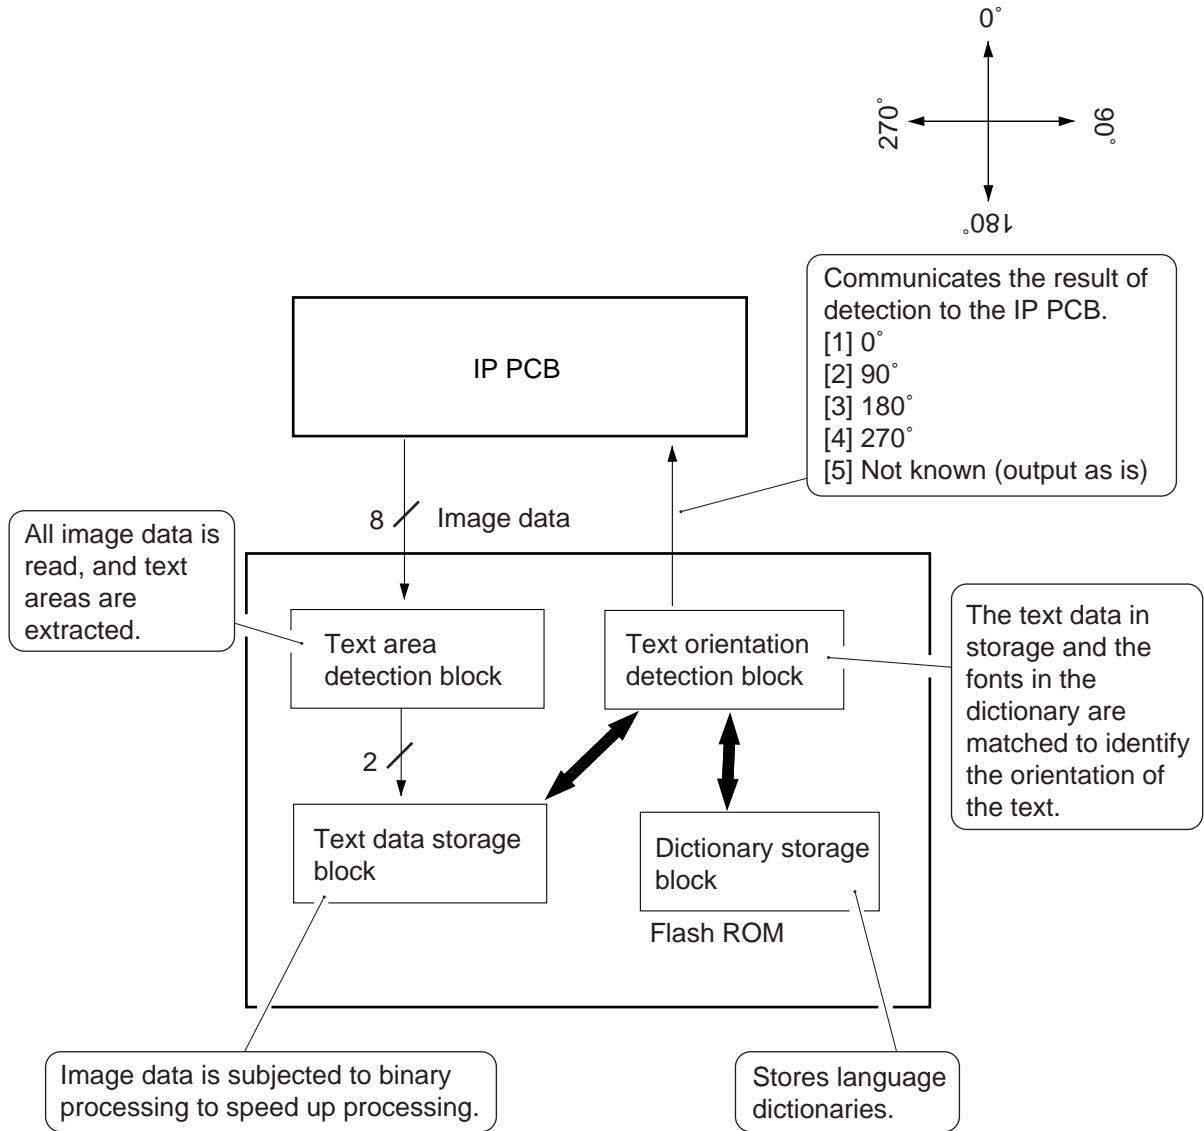 0˚
270˚
90˚
180˚
Communicates the result of
detection to the IP PCB.
[1] 0˚
[2] 90˚
[3] 180˚
[4] 270˚
[5] Not known (output as is)
IP PCB
8
Image data
All image data is
read, and text
areas are
extracted.
Text area
detection block
Text orientation
detection block
The text data in
storage and the
fonts in the
dictionary are
matched to identify
the orientation of
the text.
2
Text data storage
block
Dictionary storage
block
Flash ROM
Image data is subjected to binary
processing to speed up processing.
Stores language
dictionaries.